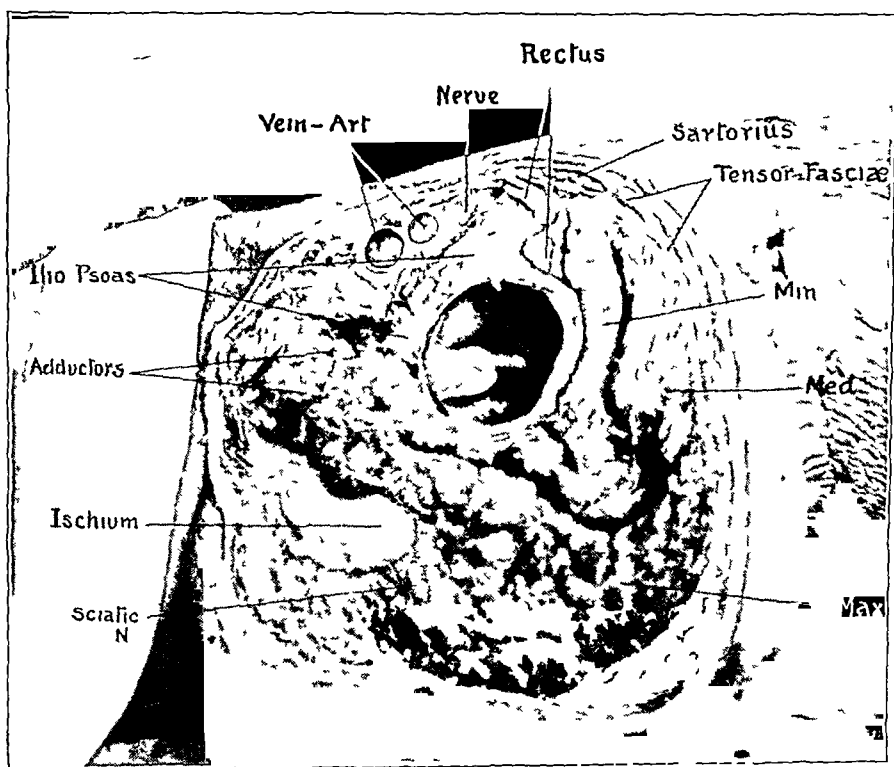 Rectus
Nerve
Vein-Art
Sartorius
Tensor-Fasciæ
Ilio Psoas
Min
Adductors
Med
Ischium
Sciatic
N
Max